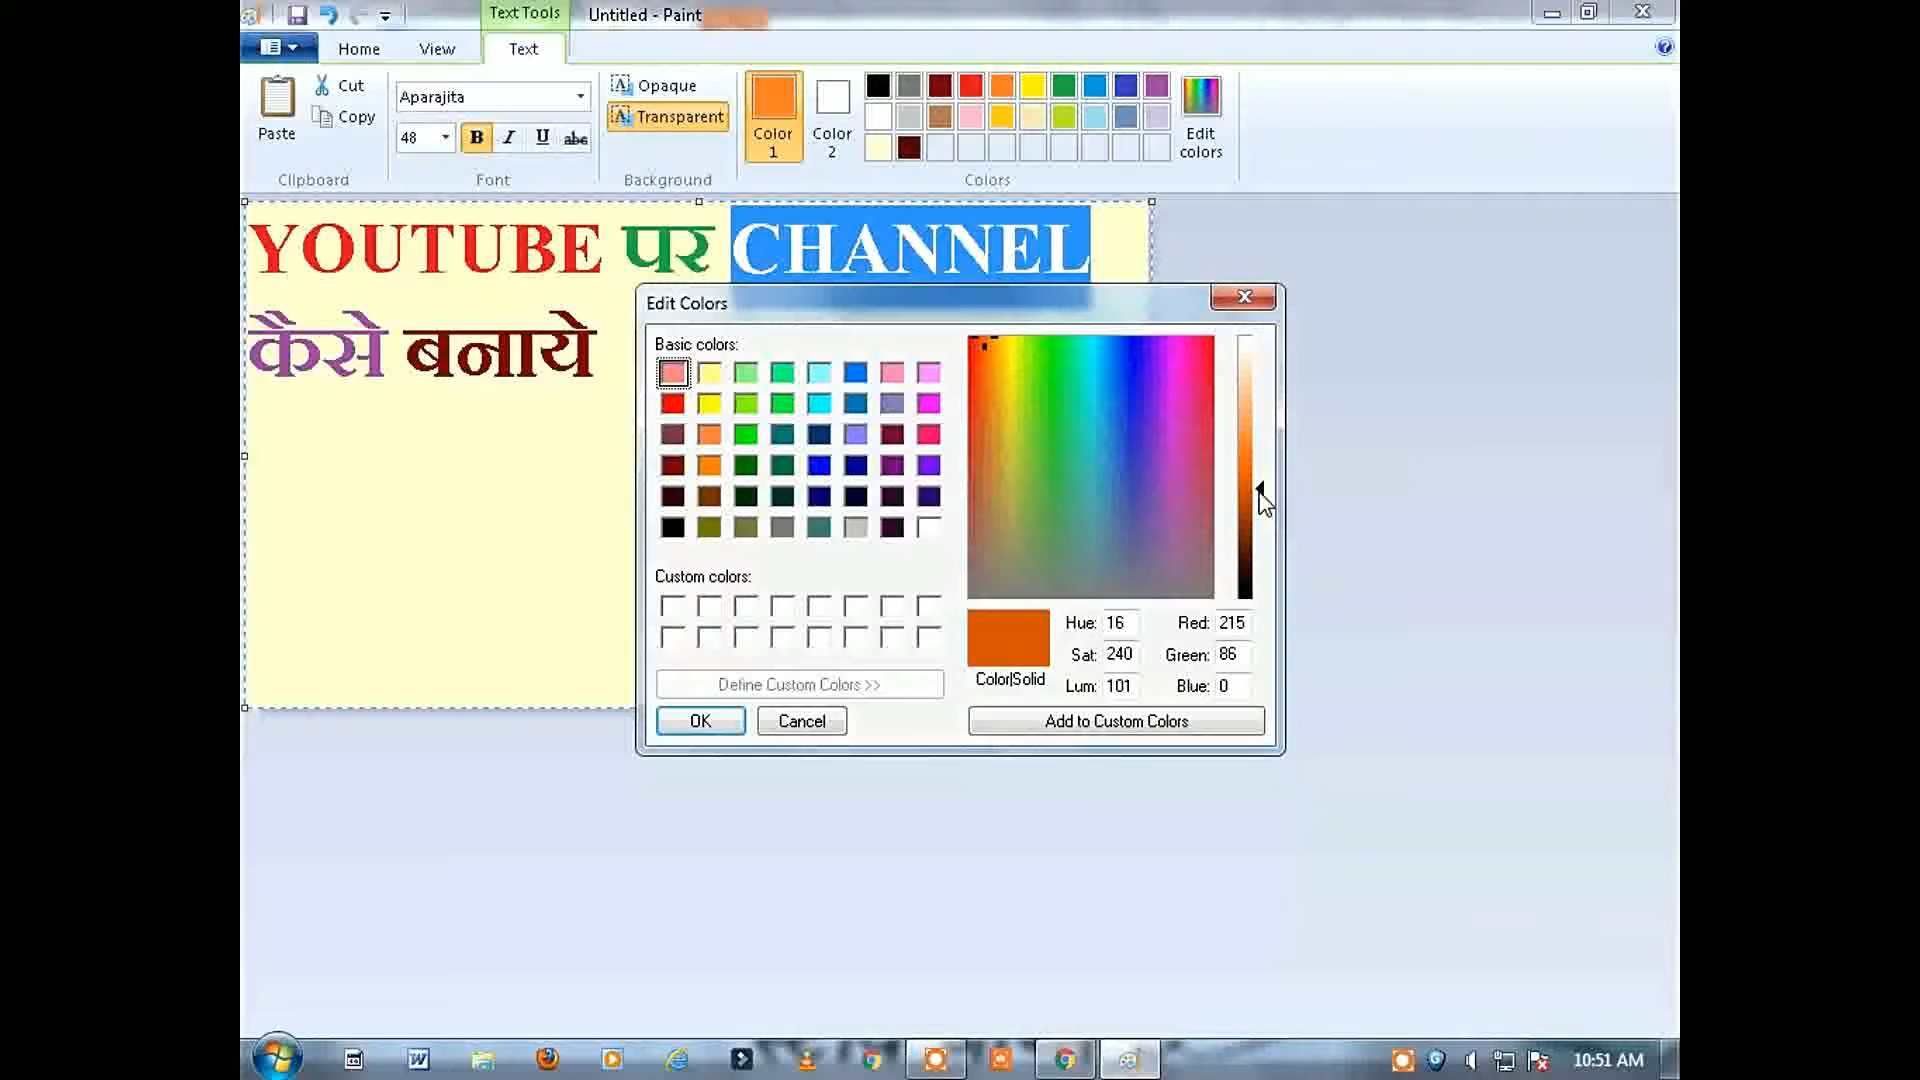 Text Tools
Untitled - Paint
Home
View
Text
Paste
Cut
Copy
Clipboard
Aparajita
48
B I U abc
Font
Opaque
Transparent
Background
Color 1
Color 2
Edit colors
Colors
YOUTUBE पर CHANNEL
कैसे बनाये
Edit Colors
Basic colors:
Custom colors:
Define Custom Colors >>
OK
Cancel
Color|Solid
Hue: 16
Sat: 240
Lum: 101
Red: 215
Green: 86
Blue: 0
Add to Custom Colors
10:51 AM